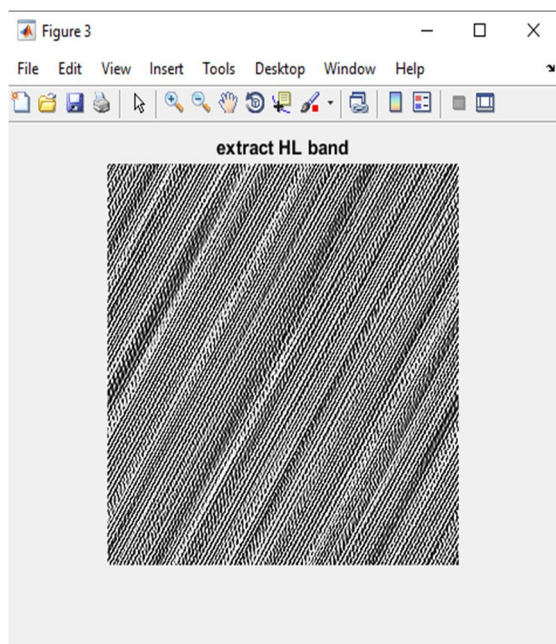 Figure 3
File Edit View Insert Tools Desktop Window Help
extract HL band